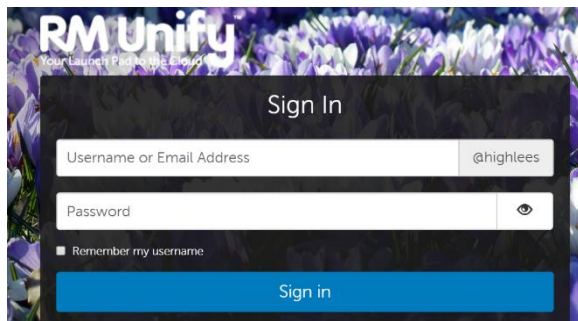 RM Unify™
Your Launch Pad to the Cloud
Sign In
Username or Email Address @highlees
Password
Remember my username
Sign in